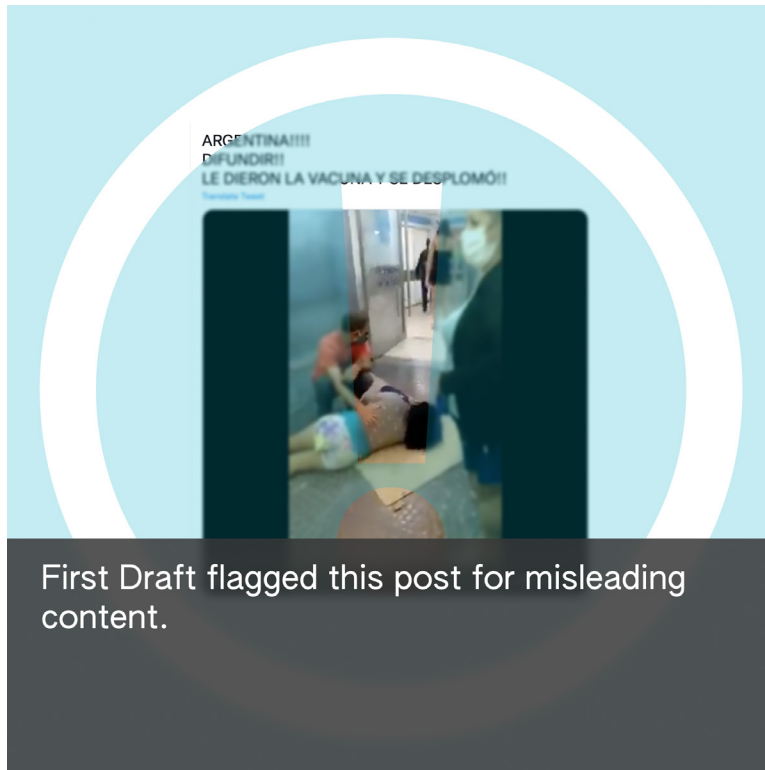 ARGENTINA!!!!
DIFUNDIR!!
LE DIERON LA VACUNA Y SE DESPLOMÓ!!
Translate Tweet
First Draft flagged this post for misleading
content.